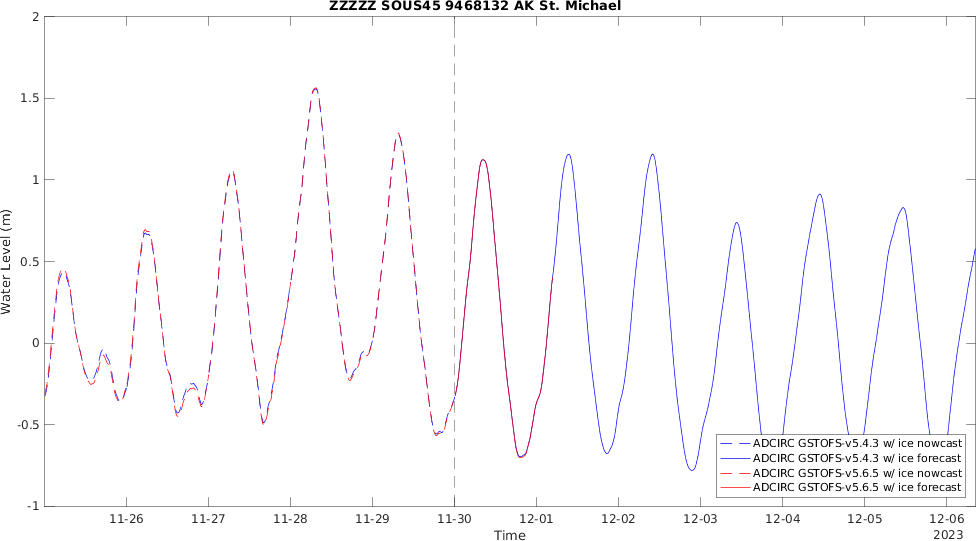 ZZZZZ SOUS45 9468132 AK St. Michael
2
1.5
1
0.5
0
-0.5
-1
Water Level (m)
11-26
11-27
11-28
11-29
11-30
12-01
12-02
12-03
12-04
12-05
12-06
2023
Time
ADCIRC GSTOFS-v5.4.3 w/ ice nowcast
ADCIRC GSTOFS-v5.4.3 w/ ice forecast
ADCIRC GSTOFS-v5.6.5 w/ ice nowcast
ADCIRC GSTOFS-v5.6.5 w/ ice forecast